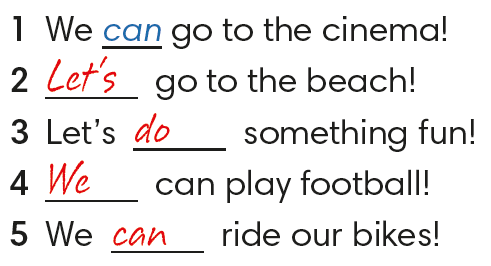 1 We can go to the cinema!
2 Let's go to the beach!
3 Let's do something fun!
4 We can play football!
5 We can ride our bikes!